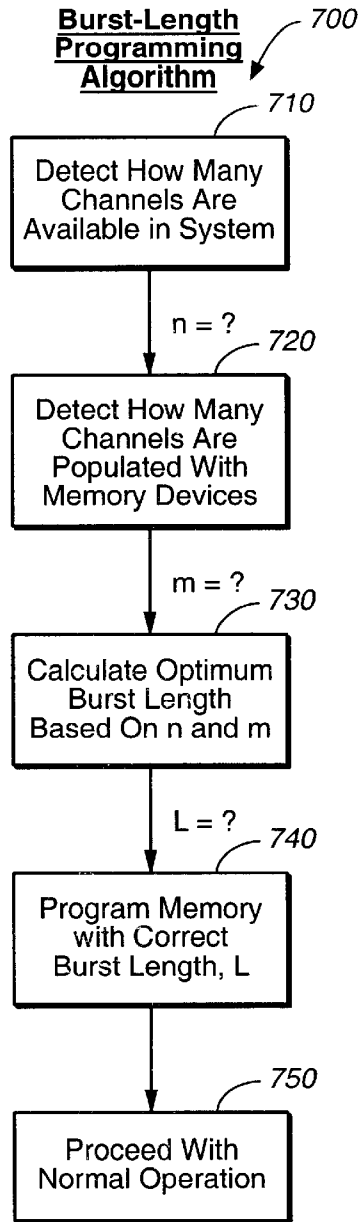 Burst-Length
Programming
Algorithm
700
710
Detect How Many
Channels Are
Available in System
n = ?
720
Detect How Many
Channels Are
Populated With
Memory Devices
m = ?
730
Calculate Optimum
Burst Length
Based On n and m
L = ?
740
Program Memory
with Correct
Burst Length, L
750
Proceed With
Normal Operation